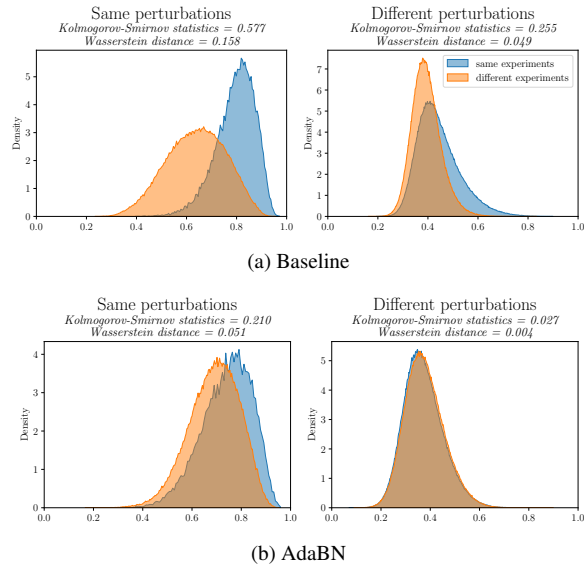 Same perturbations
Kolmogorov-Smirnov statistics = 0.577
Wasserstein distance = 0.158
Density
5
4
3
2
1
0
0.0 0.2 0.4 0.6 0.8 1.0
Different perturbations
Kolmogorov-Smirnov statistics = 0.255
Wasserstein distance = 0.049
same experiments
different experiments
Density
7
6
5
4
3
2
1
0
0.0 0.2 0.4 0.6 0.8 1.0
(a) Baseline
Same perturbations
Kolmogorov-Smirnov statistics = 0.210
Wasserstein distance = 0.051
Density
4
3
2
1
0
0.0 0.2 0.4 0.6 0.8 1.0
Different perturbations
Kolmogorov-Smirnov statistics = 0.027
Wasserstein distance = 0.004
Density
5
4
3
2
1
0
0.0 0.2 0.4 0.6 0.8 1.0
(b) AdaBN